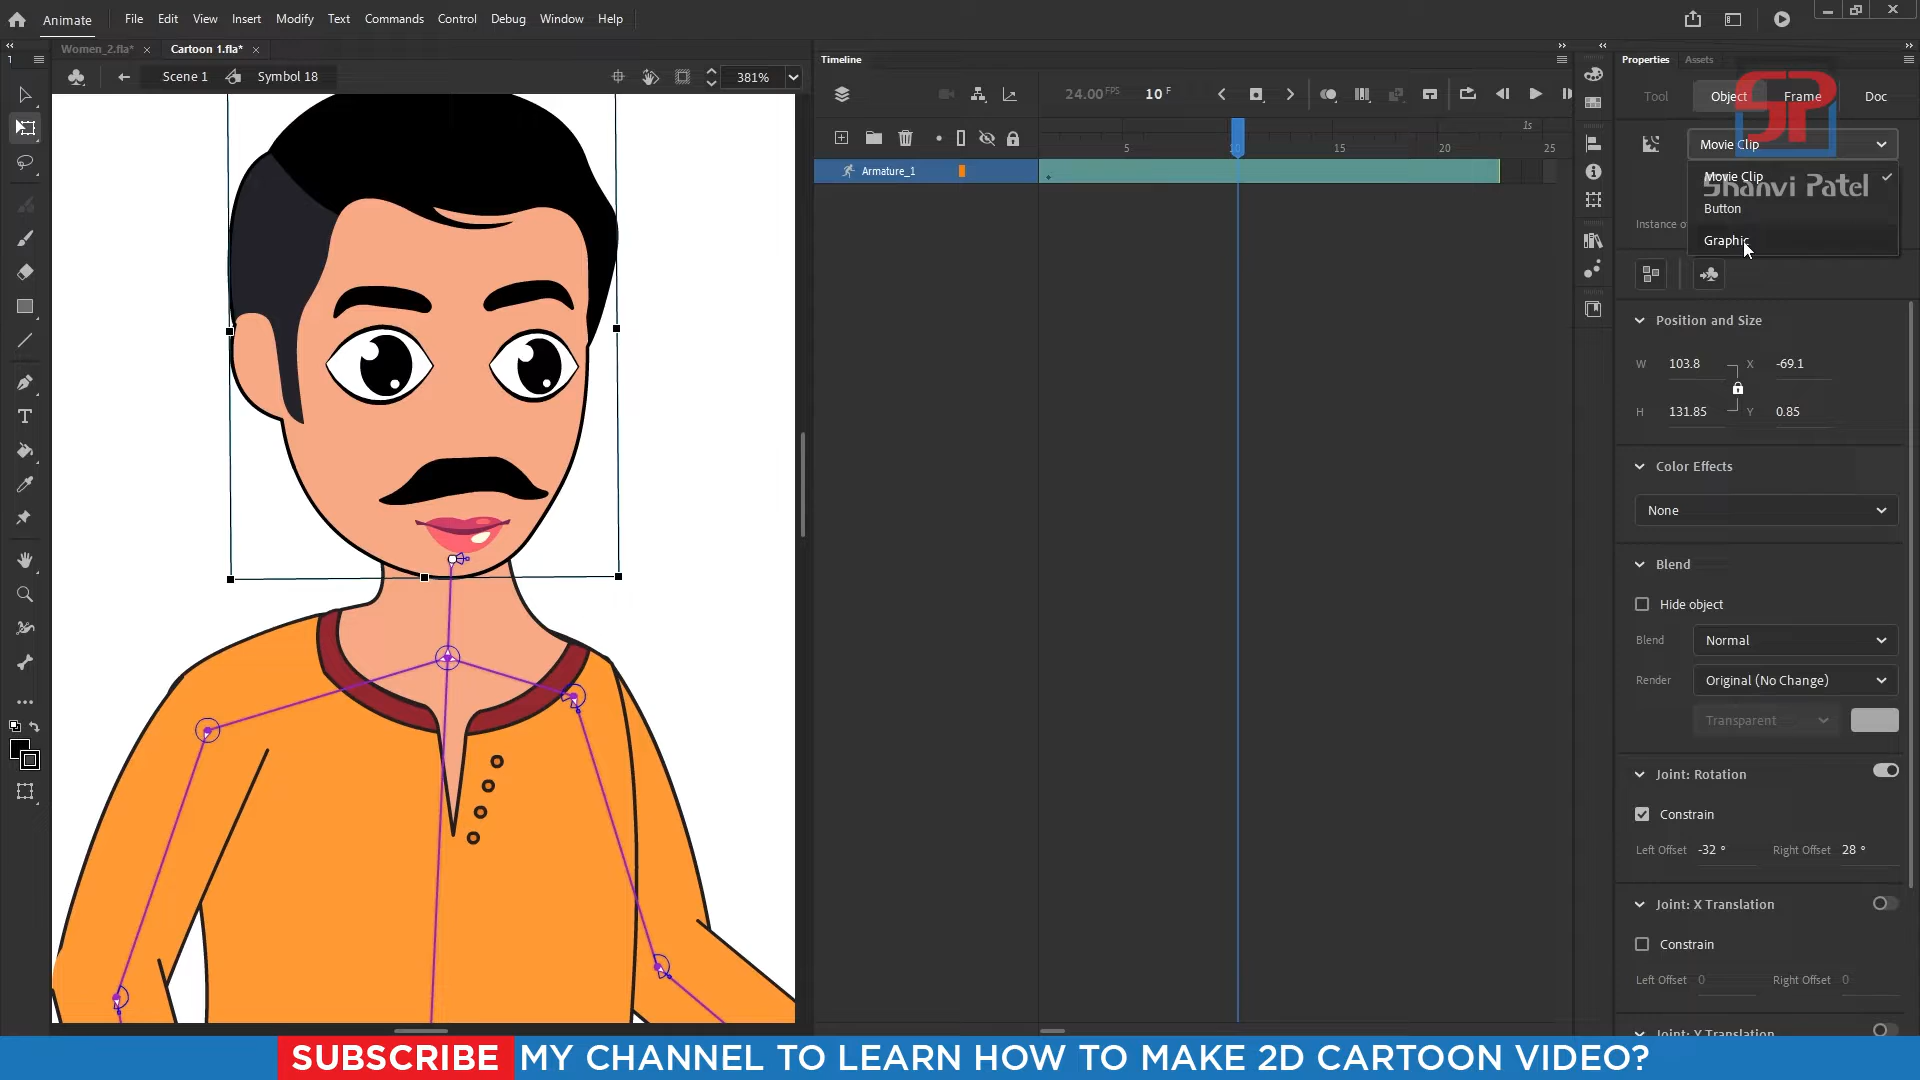 Animate File Edit View Insert Modify Text Commands Control Debug Window Help
Women_2.fla* × Cartoon 1.fla* ×
Scene 1 Symbol 18 381%
Timeline
24.00 FPS 10 F
1s
5 10 15 20 25
Armature_1
Properties Assets
Tool Object Frame Doc
SP
Movie Clip
Movie Clip
Shanvi Patel
Button
Instance o
Graphic
Position and Size
W 103.8 X -69.1
H 131.85 Y 0.85
Color Effects
None
Blend
Hide object
Blend Normal
Render Original (No Change)
Transparent
Joint: Rotation
Constrain
Left Offset -32 ° Right Offset 28 °
Joint: X Translation
Constrain
Left Offset 0 Right Offset 0
Joint: Y Translation
SUBSCRIBE MY CHANNEL TO LEARN HOW TO MAKE 2D CARTOON VIDEO?